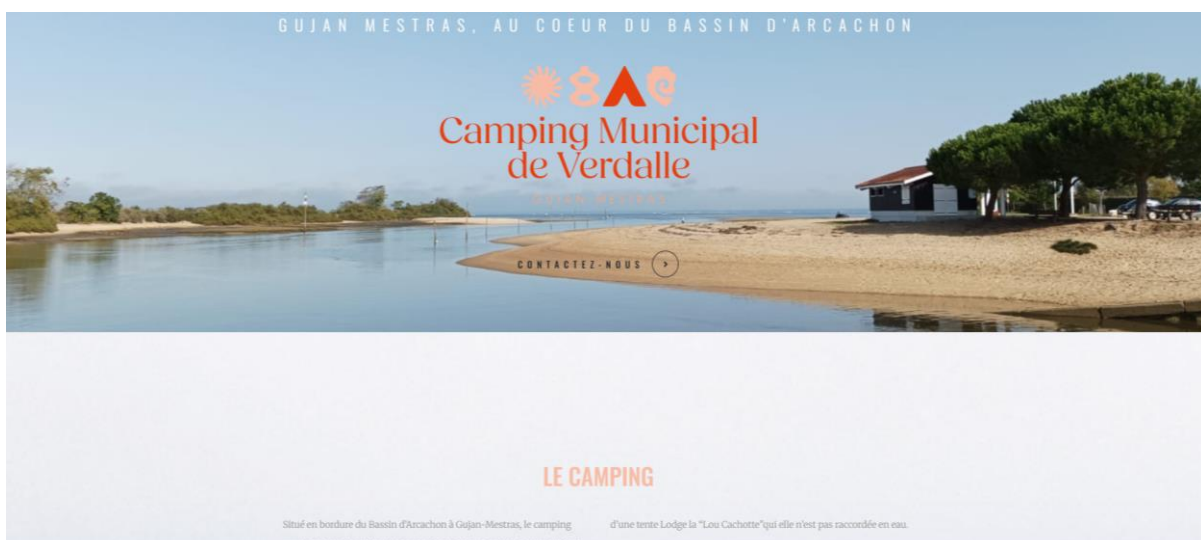 GUJAN MESTRAS, AU COEUR DU BASSIN D'ARCACHON
Camping Municipal
de Verdalle
GUJAN MESTRAS
CONTACTEZ-NOUS
LE CAMPING
Situé en bordure du Bassin d'Arcachon à Gujan-Mestras, le camping
d'une tente Lodge la “Lou Cachotte”qui elle n'est pas raccordée en eau.